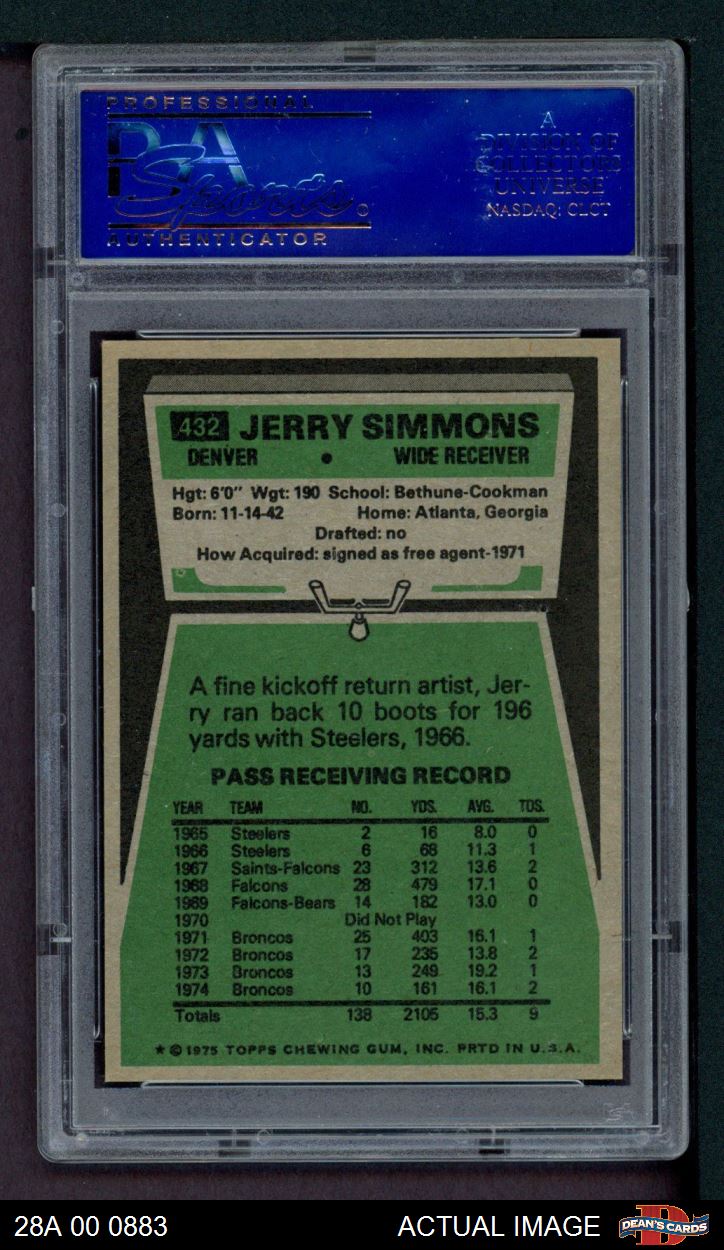 PROFESSIONAL
PSA
Sports
AUTHENTICATOR
A
DIVISION OF
COLLECTORS
UNIVERSE
NASDAQ: CLCT
432 JERRY SIMMONS
DENVER • WIDE RECEIVER
Hgt: 6'0" Wgt: 190 School: Bethune-Cookman
Born: 11-14-42 Home: Atlanta, Georgia
Drafted: no
How Acquired: signed as free agent-1971
A fine kickoff return artist, Jer-
ry ran back 10 boots for 196
yards with Steelers, 1966.
PASS RECEIVING RECORD
YEAR TEAM NO. YDS. AVG. TDS.
1965 Steelers 2 16 8.0 0
1966 Steelers 6 68 11.3 1
1967 Saints-Falcons 23 312 13.6 2
1968 Falcons 28 479 17.1 0
1969 Falcons-Bears 14 182 13.0 0
1970 Did Not Play
1971 Broncos 25 403 16.1 1
1972 Broncos 17 235 13.8 2
1973 Broncos 13 249 19.2 1
1974 Broncos 10 161 16.1 2
Totals 138 2105 15.3 9
★ © 1975 TOPPS CHEWING GUM, INC. PRTD IN U.S.A.
28A 00 0883 ACTUAL IMAGE DEAN'S CARDS